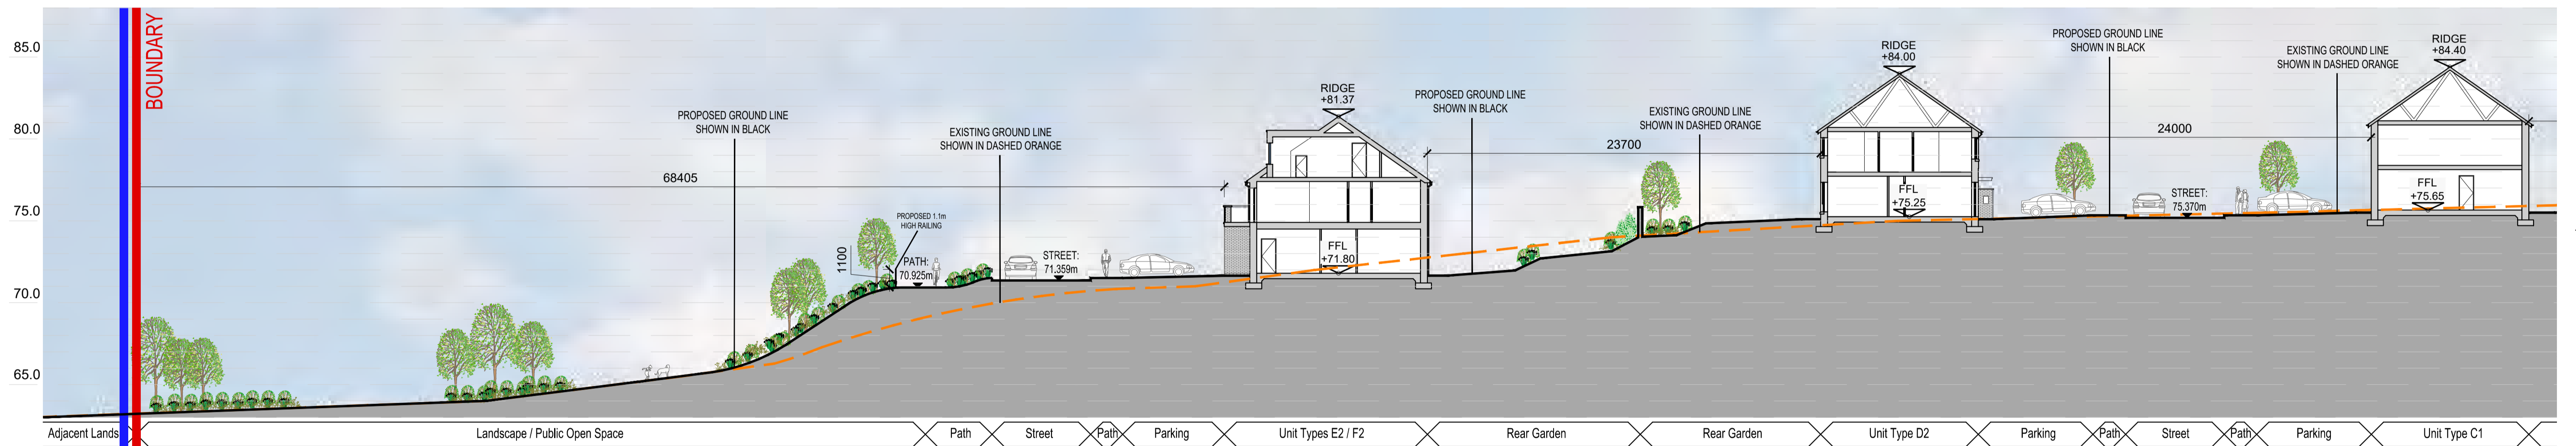 85.0
80.0
75.0
70.0
65.0
BOUNDARY
68405
PROPOSED GROUND LINE
SHOWN IN BLACK
1100
PROPOSED 1.1m
HIGH RAILING
PATH:
70.925m
EXISTING GROUND LINE
SHOWN IN DASHED ORANGE
STREET:
71.359m
RIDGE
+81.37
FFL
+71.80
PROPOSED GROUND LINE
SHOWN IN BLACK
23700
EXISTING GROUND LINE
SHOWN IN DASHED ORANGE
RIDGE
+84.00
FFL
+75.25
PROPOSED GROUND LINE
SHOWN IN BLACK
24000
STREET:
75.370m
EXISTING GROUND LINE
SHOWN IN DASHED ORANGE
RIDGE
+84.40
FFL
+75.65
Adjacent Lands
Landscape / Public Open Space
Path
Street
Path
Parking
Unit Types E2 / F2
Rear Garden
Rear Garden
Unit Type D2
Parking
Path
Street
Path
Parking
Unit Type C1